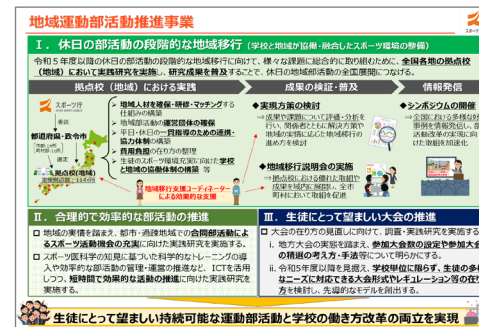 地域運動部活動推進事業
スポーツ庁
Ⅰ. 休日の部活動の段階的な地域移行（学校と地域が協働・融合したスポーツ環境の整備）
令和５年度以降の休日の部活動の段階的な地域移行に向けて、様々な課題に総合的に取り組むために、全国各地の拠点校
（地域）において実践研究を実施し、研究成果を普及することで、休日の地域部活動の全国展開につなげる。
拠点校（地域）における実践
スポーツ庁
委託
都道府県・政令市
選定
拠点校(地域)
◆地域人材を確保・研修・マッチングする
仕組みの構築
◆地域部活動の運営団体の確保
◆平日・休日の一貫指導のための連携・
協力体制の構築
◆費用負担の在り方の整理
◆生徒のスポーツ環境充実に向けた学校
と地域の協働体制の構築　等
地域移行支援コーディネーター
による効果的な支援
成果の検証・普及
◆実現方策の検討
⇒成果や課題について評価・分析を
行い、関係者とともに解決方策や
地域の実情に応じた地域移行の
進め方を検討
◆地域移行説明会の実施
⇒拠点校における優れた取組や
成果を域内に展開し、全市
町村において取組を促進
情報発信
◆シンポジウムの開催
⇒全国における多様な好
事例を情報発信し、部
活動改革の実現に向
けた取組を加速化
Ⅱ. 合理的で効率的な部活動の推進
□ 地域の実情を踏まえ、都市・過疎地域での合同部活動によ
るスポーツ活動機会の充実に向けた実践研究を実施する。
□ スポーツ医科学の知見に基づいた科学的なトレーニングの導
入や効率的な部活動の管理・運営の推進など、ICTを活用
しつつ、短時間で効果的な活動の推進に向けた実践研究を
実施する。
Ⅲ. 生徒にとって望ましい大会の推進
□ 大会の在り方の見直しに向けて、調査・実践研究を実施する
ⅰ. 地方大会の実態を踏まえ、参加大会数の設定や参加大会
の精選の考え方・手法等について明らかにする。
ⅱ. 令和５年度以降を見据え、学校単位に限らず、生徒の多様
なニーズに対応できる大会形式やレギュレーション等の在り
方を検討し、先導的なモデルを創出する。
生徒にとって望ましい持続可能な運動部活動と学校の働き方改革の両立を実現